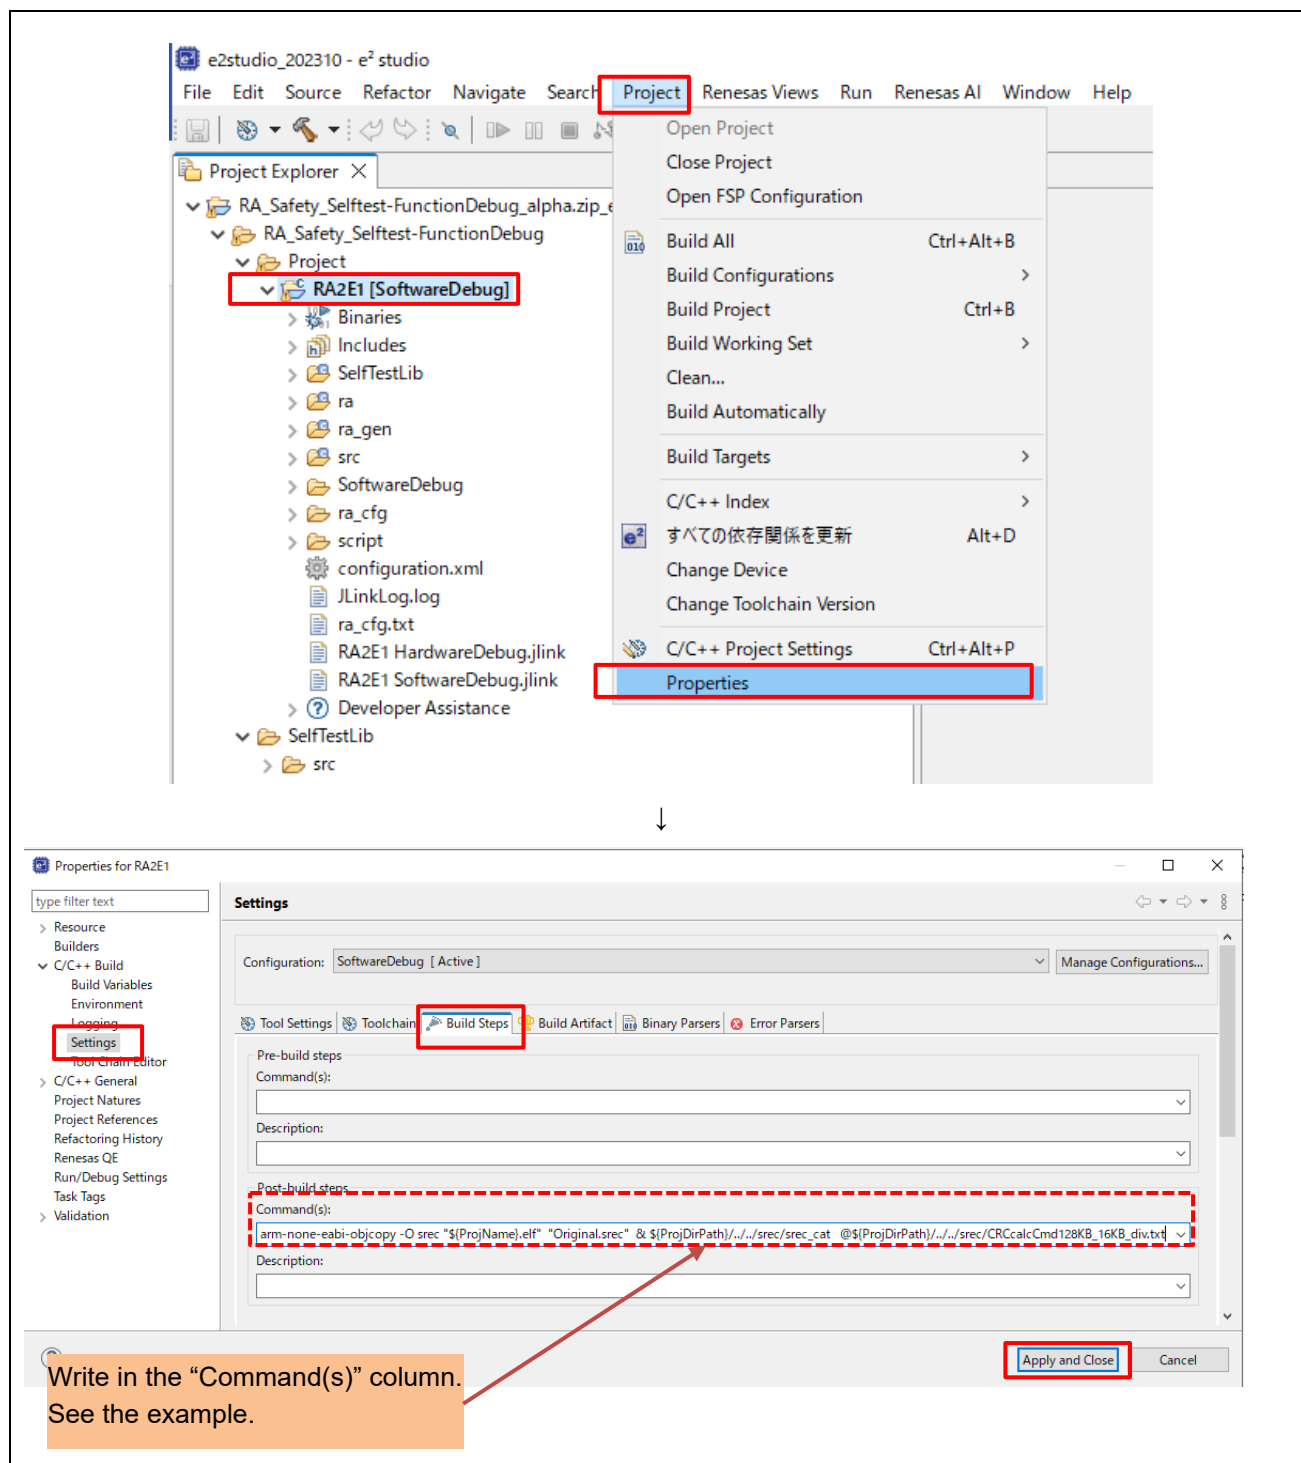 e2studio_202310 - e² studio
File Edit Source Refactor Navigate Search Project Renesas Views Run Renesas AI Window Help
Project Explorer
RA_Safety_Selftest-FunctionDebug_alpha.zip_e
RA_Safety_Selftest-FunctionDebug
Project
RA2E1 [SoftwareDebug]
Binaries
Includes
SelfTestLib
ra
ra_gen
src
SoftwareDebug
ra_cfg
script
configuration.xml
JLinkLog.log
ra_cfg.txt
RA2E1 HardwareDebug.jlink
RA2E1 SoftwareDebug.jlink
Developer Assistance
SelfTestLib
src
Open Project
Close Project
Open FSP Configuration
Build All Ctrl+Alt+B
Build Configurations
Build Project Ctrl+B
Build Working Set
Clean...
Build Automatically
Build Targets
C/C++ Index
すべての依存関係を更新 Alt+D
Change Device
Change Toolchain Version
C/C++ Project Settings Ctrl+Alt+P
Properties
↓
Properties for RA2E1
type filter text
Resource
Builders
C/C++ Build
Build Variables
Environment
Logging
Settings
Tool Chain Editor
C/C++ General
Project Natures
Project References
Refactoring History
Renesas QE
Run/Debug Settings
Task Tags
Validation
Settings
Configuration: SoftwareDebug [ Active ] Manage Configurations...
Tool Settings Toolchain Build Steps Build Artifact Binary Parsers Error Parsers
Pre-build steps
Command(s):
Description:
Post-build steps
Command(s):
arm-none-eabi-objcopy -O srec "${ProjName}.elf" "Original.srec" & ${ProjDirPath}/../../srec/srec_cat @${ProjDirPath}/../../srec/CRCcalcCmd128KB_16KB_div.txt
Description:
Apply and Close Cancel
Write in the “Command(s)” column.
See the example.